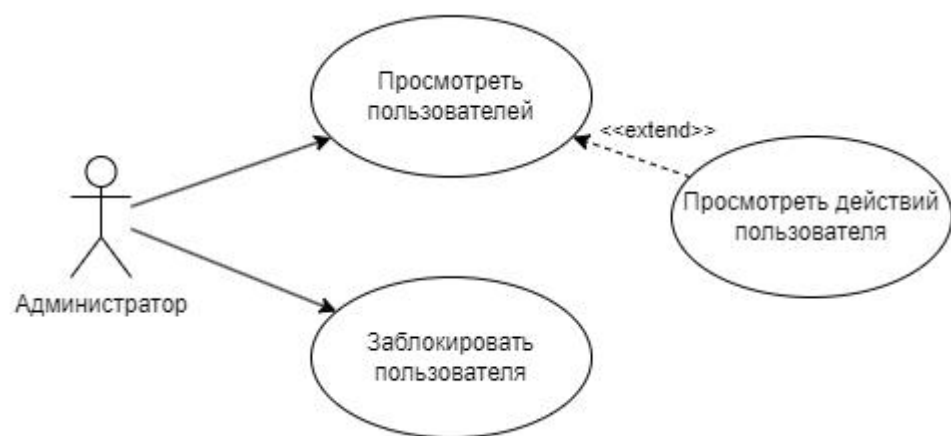 Просмотреть
пользователей
<<extend>>
Просмотреть действий
пользователя
Администратор
Заблокировать
пользователя